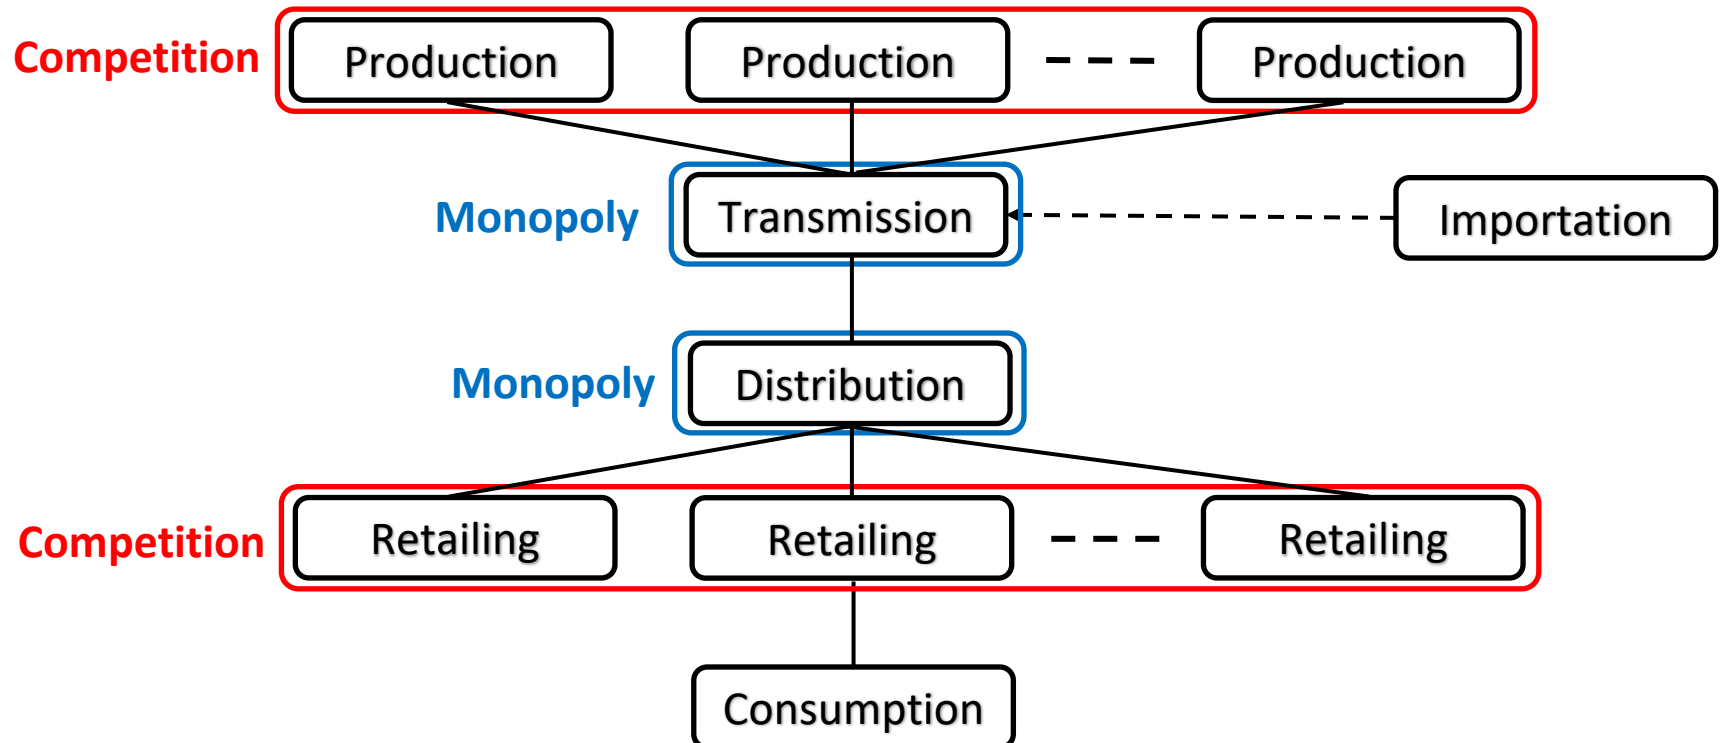 Competition
Production
Production
Production
Monopoly
Transmission
Importation
Monopoly
Distribution
Competition
Retailing
Retailing
Retailing
Consumption